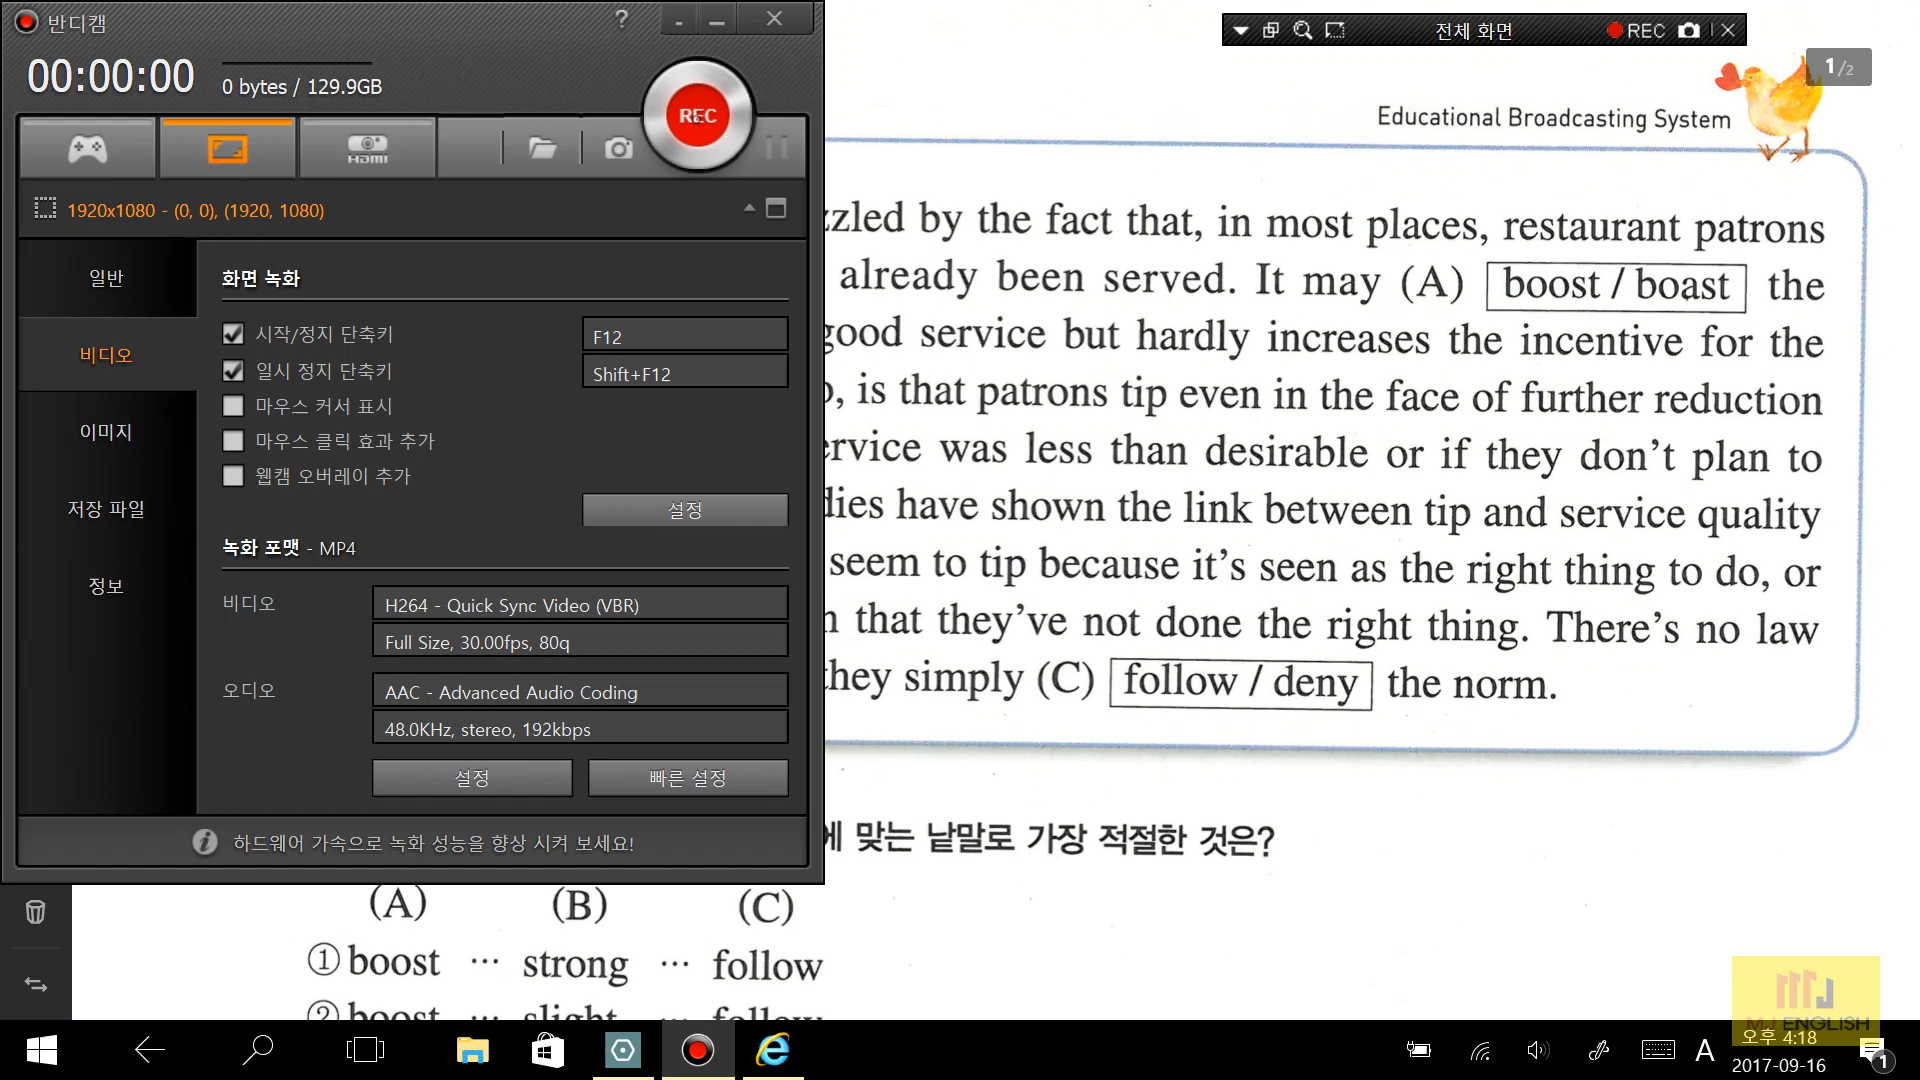 반디캠
?
00:00:00
0 bytes / 129.9GB
REC
HDMI
1920x1080 - (0, 0), (1920, 1080)
일반
비디오
이미지
저장 파일
정보
화면 녹화
시작/정지 단축키
F12
일시 정지 단축키
Shift+F12
마우스 커서 표시
마우스 클릭 효과 추가
웹캠 오버레이 추가
설정
녹화 포맷 - MP4
비디오
H264 - Quick Sync Video (VBR)
Full Size, 30.00fps, 80q
오디오
AAC - Advanced Audio Coding
48.0KHz, stereo, 192kbps
설정
빠른 설정
하드웨어 가속으로 녹화 성능을 향상 시켜 보세요!
전체 화면
REC
1/2
Educational Broadcasting System
by the fact that, in most places, restaurant patrons
already been served. It may (A) boost / boast the
good service but hardly increases the incentive for the
is that patrons tip even in the face of further reduction
was less than desirable or if they don't plan to
have shown the link between tip and service quality
seem to tip because it's seen as the right thing to do, or
that they've not done the right thing. There's no law
they simply (C) follow / deny the norm.
맞는 낱말로 가장 적절한 것은?
(A) (B) (C)
① boost ··· strong ··· follow
② boost ··· slight ··· follow
MJ ENGLISH
A
오후 4:18
2017-09-16
1